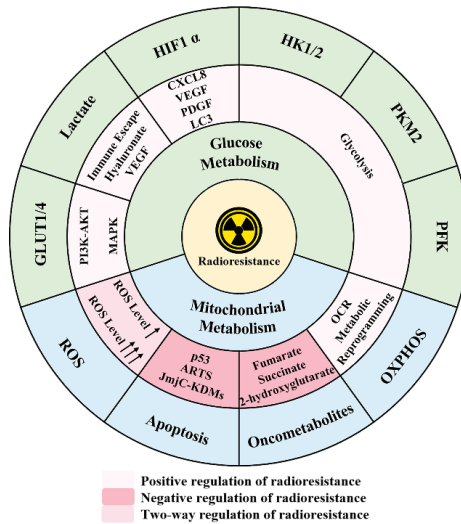 HIF1 α
HK1/2
PKM2
PFK
Lactate
GLUT1/4
CXCL8
VEGF
PDGF
LC3
Glycolysis
Immune Escape
Hyaluronate
VEGF
PI3K-AKT
MAPK
Glucose
Metabolism
Radioresistance
Mitochondrial
Metabolism
ROS Level ↑
ROS Level ↑↑↑
p53
ARTS
JmjC-KDMs
Fumarate
Succinate
2-hydroxyglutarate
OCR
Metabolic
Reprogramming
ROS
Apoptosis
Oncometabolites
OXPHOS
Positive regulation of radioresistance
Negative regulation of radioresistance
Two-way regulation of radioresistance